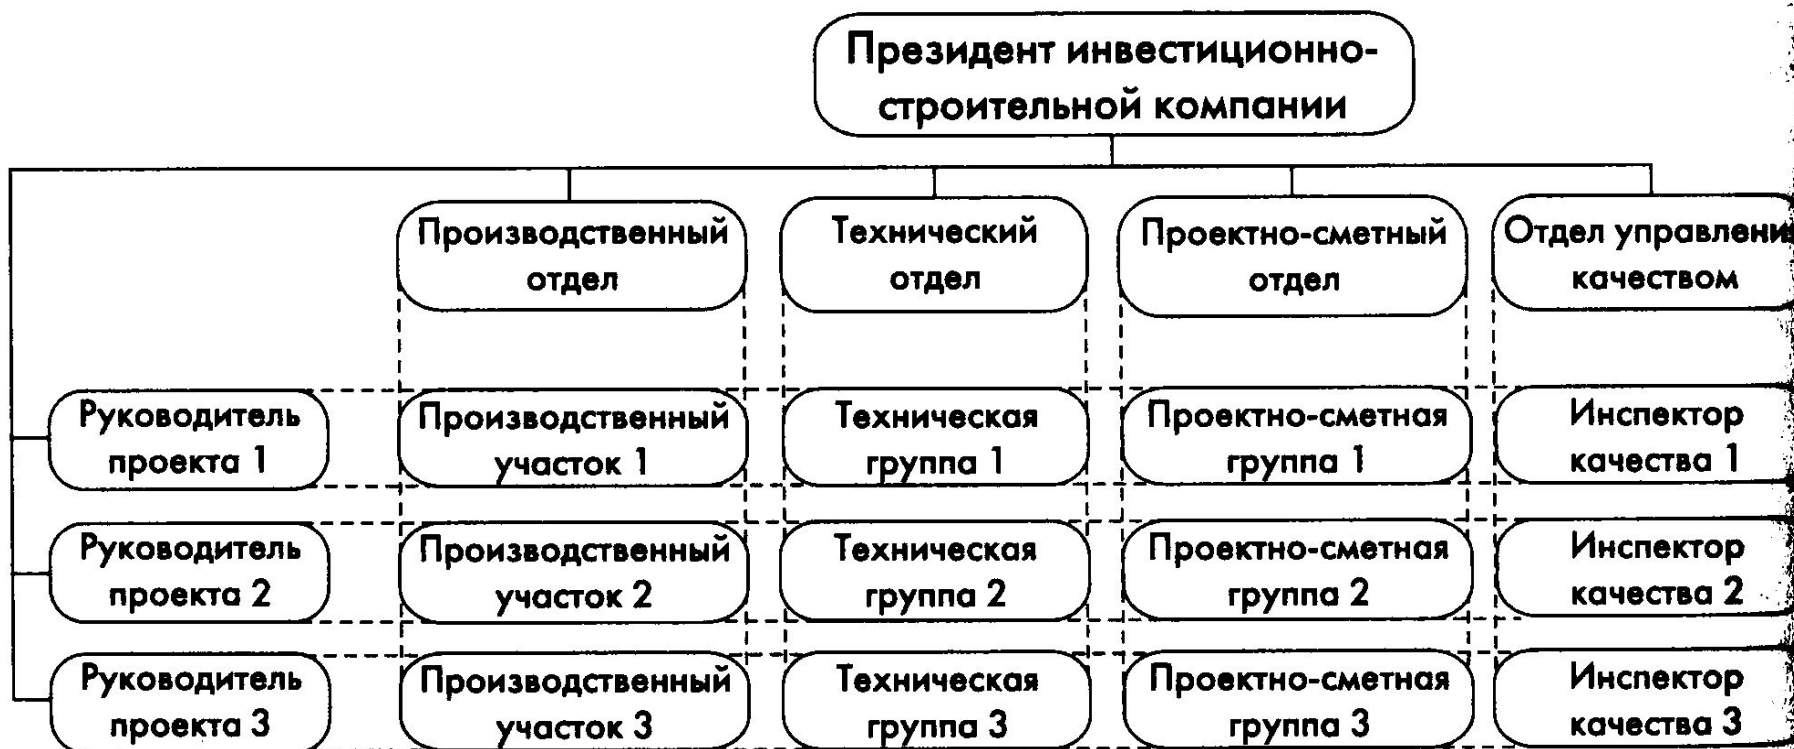 Президент инвестиционно-
строительной компании
Производственный
отдел
Технический
отдел
Проектно-сметный
отдел
Отдел управлени
качеством
Руководитель
проекта 1
Производственный
участок 1
Техническая
группа 1
Проектно-сметная
группа 1
Инспектор
качества 1
Руководитель
проекта 2
Производственный
участок 2
Техническая
группа 2
Проектно-сметная
группа 2
Инспектор
качества 2
Руководитель
проекта 3
Производственный
участок 3
Техническая
группа 3
Проектно-сметная
группа 3
Инспектор
качества 3